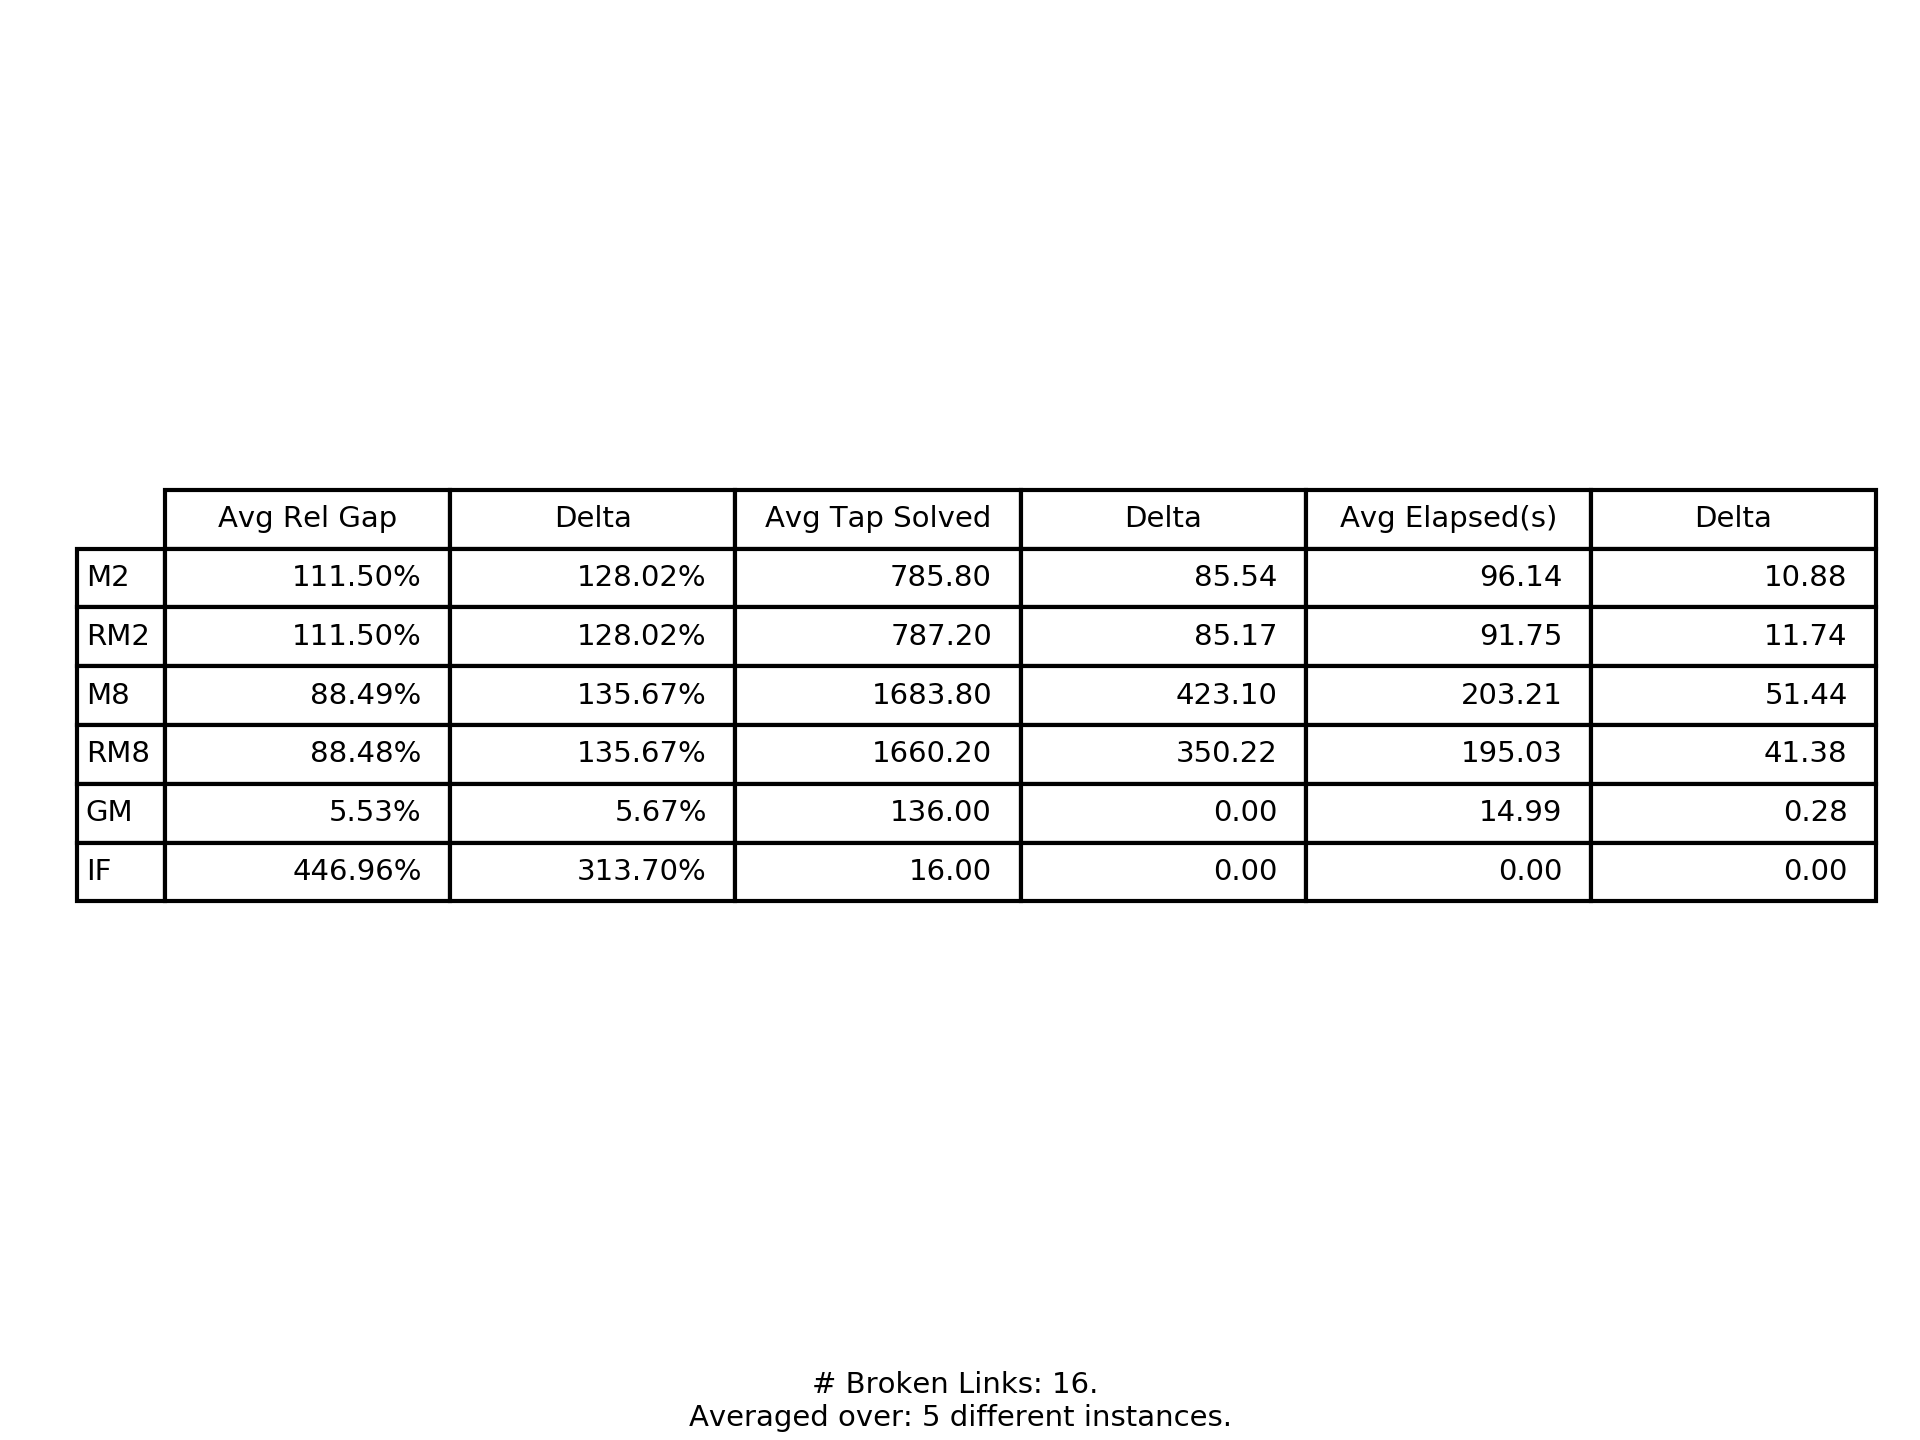 Avg Rel Gap Delta Avg Tap Solved Delta Avg Elapsed(s) Delta
M2 111.50% 128.02% 785.80 85.54 96.14 10.88
RM2 111.50% 128.02% 787.20 85.17 91.75 11.74
M8 88.49% 135.67% 1683.80 423.10 203.21 51.44
RM8 88.48% 135.67% 1660.20 350.22 195.03 41.38
GM 5.53% 5.67% 136.00 0.00 14.99 0.28
IF 446.96% 313.70% 16.00 0.00 0.00 0.00
# Broken Links: 16.
Averaged over: 5 different instances.